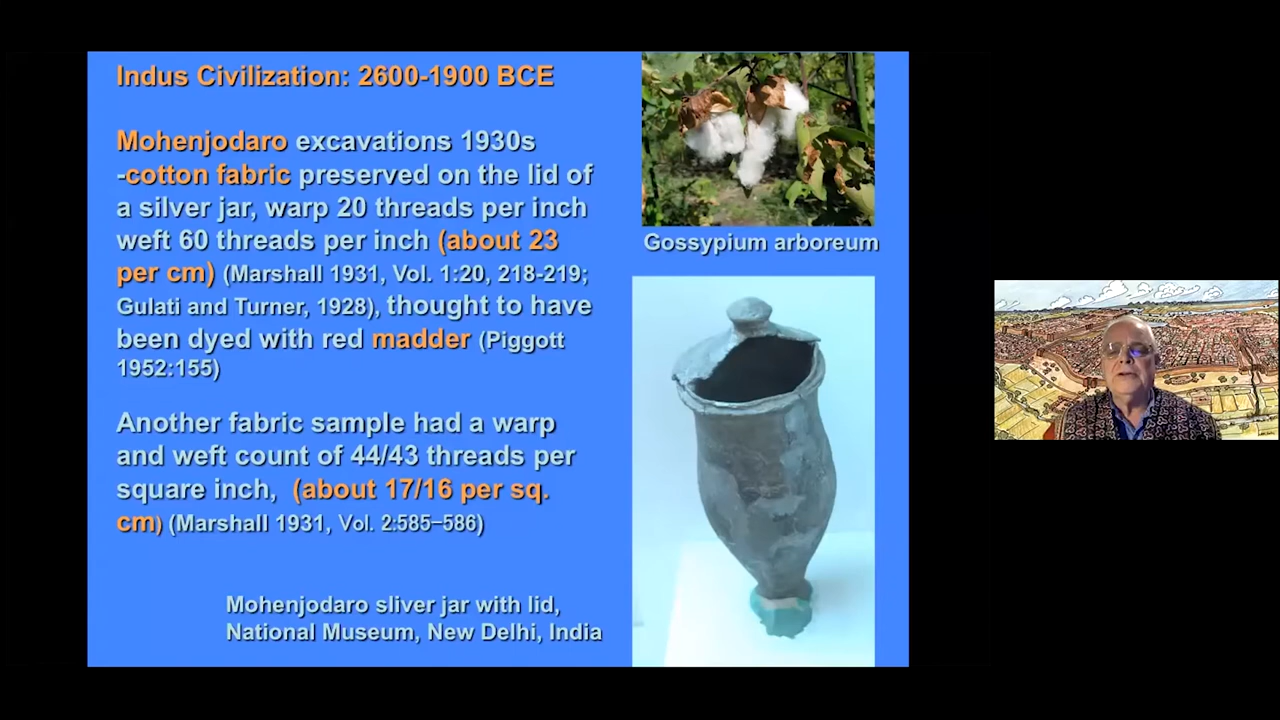 Indus Civilization: 2600-1900 BCE
Mohenjodaro excavations 1930s
-cotton fabric preserved on the lid of
a silver jar, warp 20 threads per inch
weft 60 threads per inch (about 23
per cm) (Marshall 1931, Vol. 1:20, 218-219;
Gulati and Turner, 1928), thought to have
been dyed with red madder (Piggott
1952:155)
Another fabric sample had a warp
and weft count of 44/43 threads per
square inch, (about 17/16 per sq.
cm) (Marshall 1931, Vol. 2:585–586)
Mohenjodaro sliver jar with lid,
National Museum, New Delhi, India
Gossypium arboreum